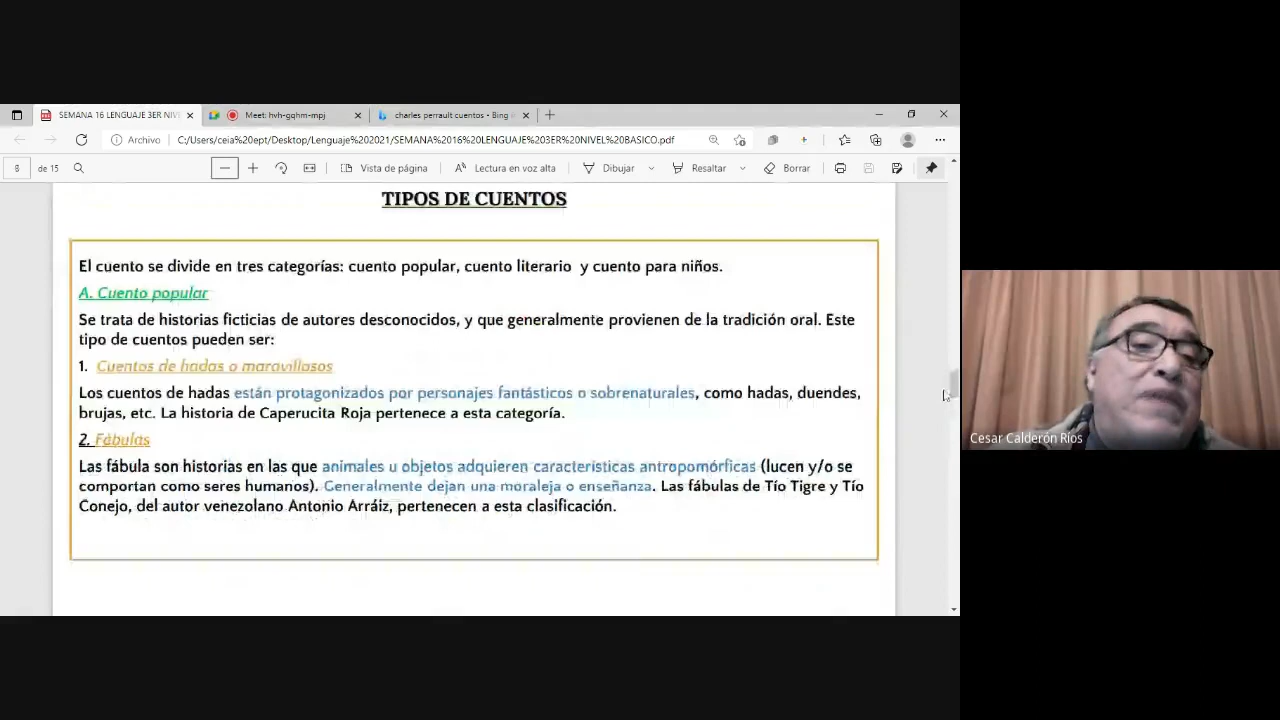 SEMANA 16 LENGUAJE 3ER NIV
Meet: hvh-gqhm-mpj
charles perrault cuentos - Bing
Archivo
C:/Users/ceia%20ept/Desktop/Lenguaje%202021/SEMANA%2016%20LENGUAJE%203ER%20NIVEL%20BASICO.pdf
8 de 15
Vista de página
Lectura en voz alta
Dibujar
Resaltar
Borrar
TIPOS DE CUENTOS
El cuento se divide en tres categorías: cuento popular, cuento literario y cuento para niños.
A. Cuento popular
Se trata de historias ficticias de autores desconocidos, y que generalmente provienen de la tradición oral. Este
tipo de cuentos pueden ser:
1. Cuentos de hadas o maravillosos
Los cuentos de hadas están protagonizados por personajes fantásticos o sobrenaturales, como hadas, duendes,
brujas, etc. La historia de Caperucita Roja pertenece a esta categoría.
2. Fábulas
Las fábula son historias en las que animales u objetos adquieren características antropomórficas (lucen y/o se
comportan como seres humanos). Generalmente dejan una moraleja o enseñanza. Las fábulas de Tío Tigre y Tío
Conejo, del autor venezolano Antonio Arráiz, pertenecen a esta clasificación.
Cesar Calderón Rios